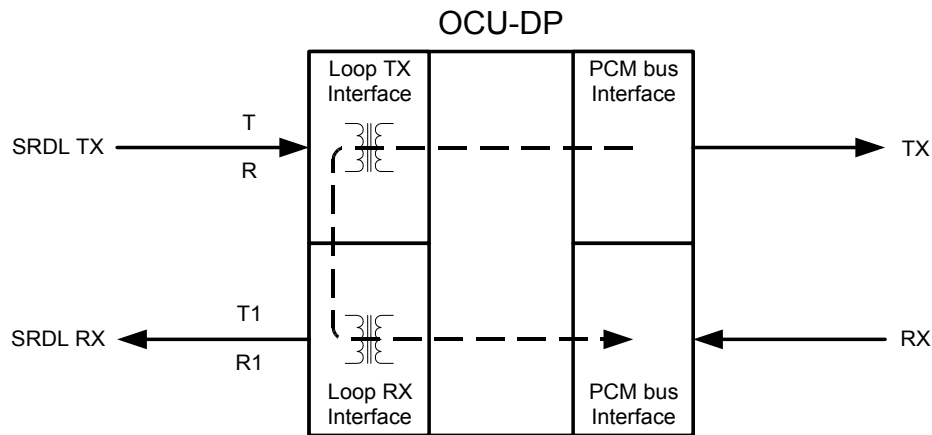 OCU-DP
Loop TX
Interface
PCM bus
Interface
T
SRDL TX
R
TX
T1
SRDL RX
R1
RX
Loop RX
Interface
PCM bus
Interface